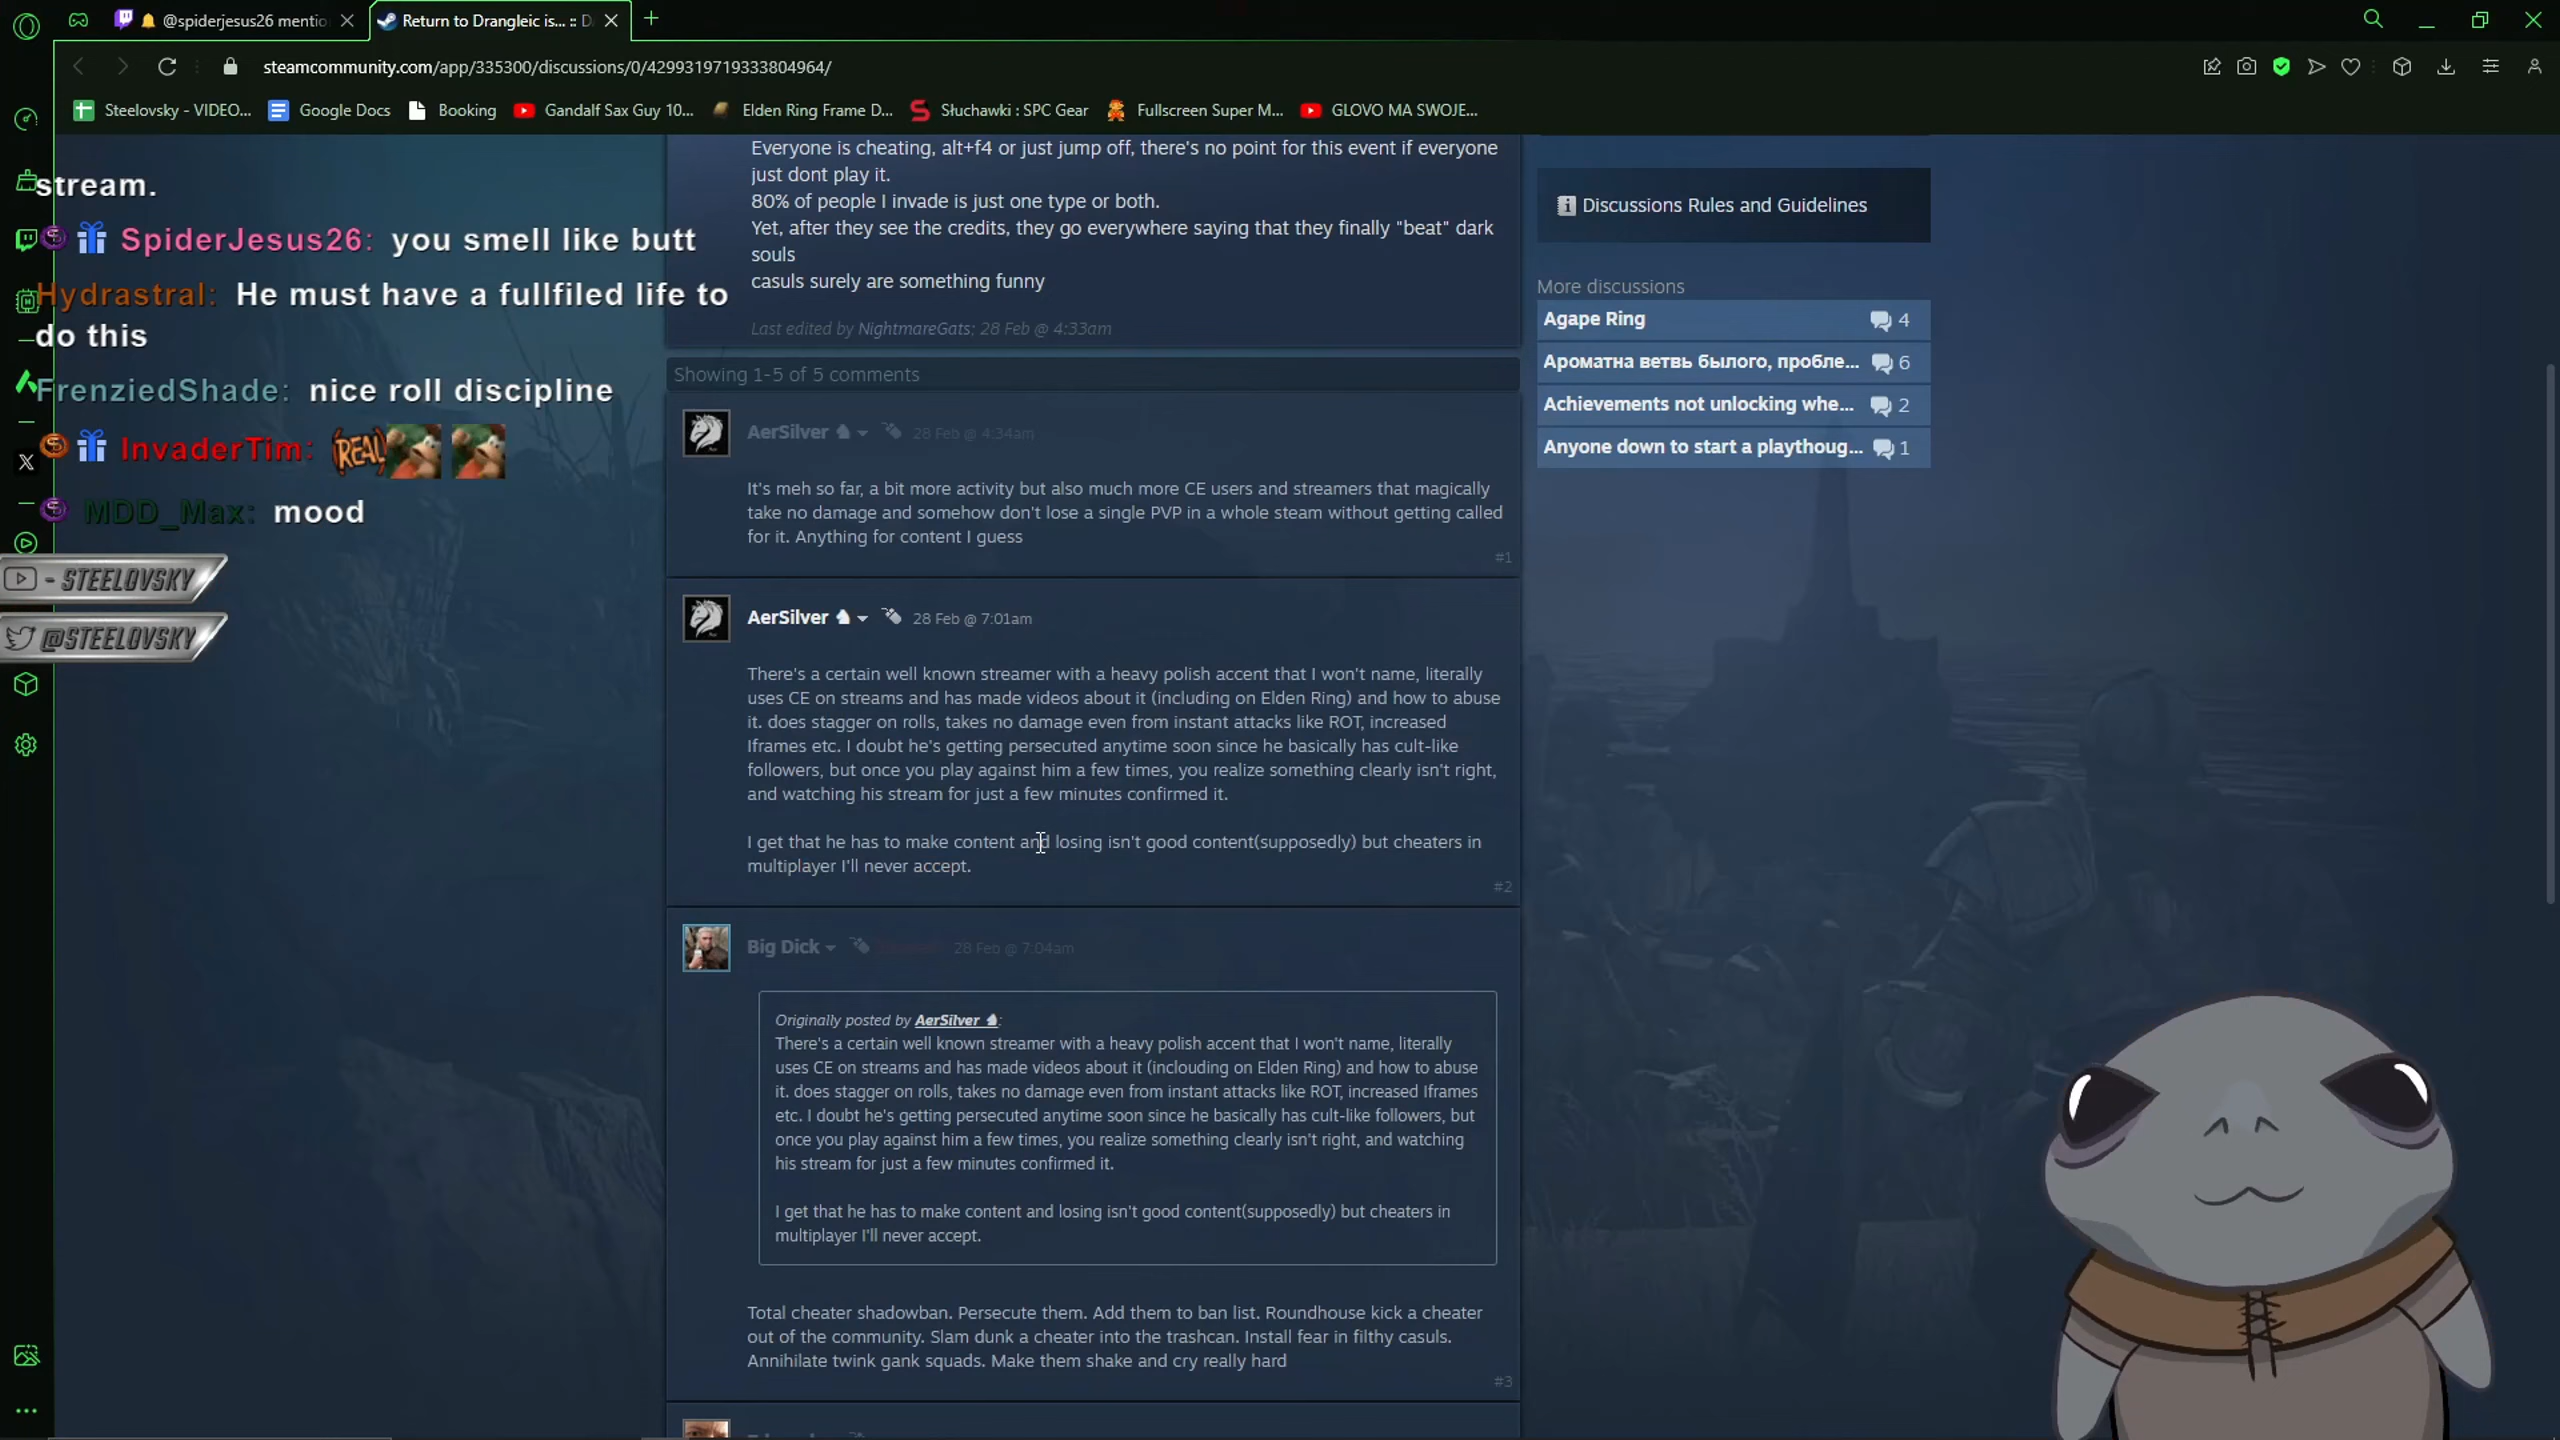 @spiderjesus26 mentio
Return to Drangleic is... :: D
steamcommunity.com/app/335300/discussions/0/4299319719333804964/
Steelovsky - VIDEO...
Google Docs
Booking
Gandalf Sax Guy 10...
Elden Ring Frame D...
Słuchawki : SPC Gear
Fullscreen Super M...
GLOVO MA SWOJE...
stream.
SpiderJesus26: you smell like butt
Hydrastral: He must have a fullfiled life to
do this
FrenziedShade: nice roll discipline
InvaderTim: REAL
MDD_Max: mood
- STEELOVSKY
@STEELOVSKY
Everyone is cheating, alt+f4 or just jump off, there's no point for this event if everyone
just dont play it.
80% of people I invade is just one type or both.
Yet, after they see the credits, they go everywhere saying that they finally "beat" dark
souls
casuls surely are something funny
Last edited by NightmareGats; 28 Feb @ 4:33am
Showing 1-5 of 5 comments
AerSilver 28 Feb @ 4:34am
It's meh so far, a bit more activity but also much more CE users and streamers that magically
take no damage and somehow don't lose a single PVP in a whole steam without getting called
for it. Anything for content I guess
#1
AerSilver 28 Feb @ 7:01am
There's a certain well known streamer with a heavy polish accent that I won't name, literally
uses CE on streams and has made videos about it (including on Elden Ring) and how to abuse
it. does stagger on rolls, takes no damage even from instant attacks like ROT, increased
Iframes etc. I doubt he's getting persecuted anytime soon since he basically has cult-like
followers, but once you play against him a few times, you realize something clearly isn't right,
and watching his stream for just a few minutes confirmed it.
I get that he has to make content and losing isn't good content(supposedly) but cheaters in
multiplayer I'll never accept.
#2
Big Dick 28 Feb @ 7:04am
Originally posted by AerSilver :
There's a certain well known streamer with a heavy polish accent that I won't name, literally
uses CE on streams and has made videos about it (inclouding on Elden Ring) and how to abuse
it. does stagger on rolls, takes no damage even from instant attacks like ROT, increased Iframes
etc. I doubt he's getting persecuted anytime soon since he basically has cult-like followers, but
once you play against him a few times, you realize something clearly isn't right, and watching
his stream for just a few minutes confirmed it.
I get that he has to make content and losing isn't good content(supposedly) but cheaters in
multiplayer I'll never accept.
Total cheater shadowban. Persecute them. Add them to ban list. Roundhouse kick a cheater
out of the community. Slam dunk a cheater into the trashcan. Install fear in filthy casuls.
Annihilate twink gank squads. Make them shake and cry really hard
#3
Discussions Rules and Guidelines
More discussions
Agape Ring 4
Ароматна ветвь былого, пробле... 6
Achievements not unlocking whe... 2
Anyone down to start a playthoug... 1